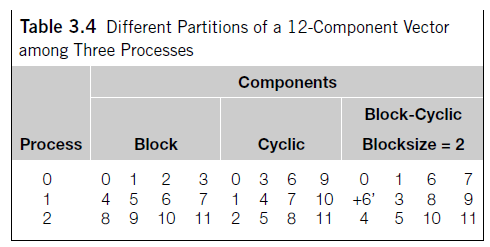 Table 3.4 Different Partitions of a 12-Component Vector
among Three Processes
Components
Block-Cyclic
Process Block Cyclic Blocksize = 2
0 0 1 2 3 0 3 6 9 0 1 6 7
1 4 5 6 7 1 4 7 10 +6’ 3 8 9
2 8 9 10 11 2 5 8 11 4 5 10 11